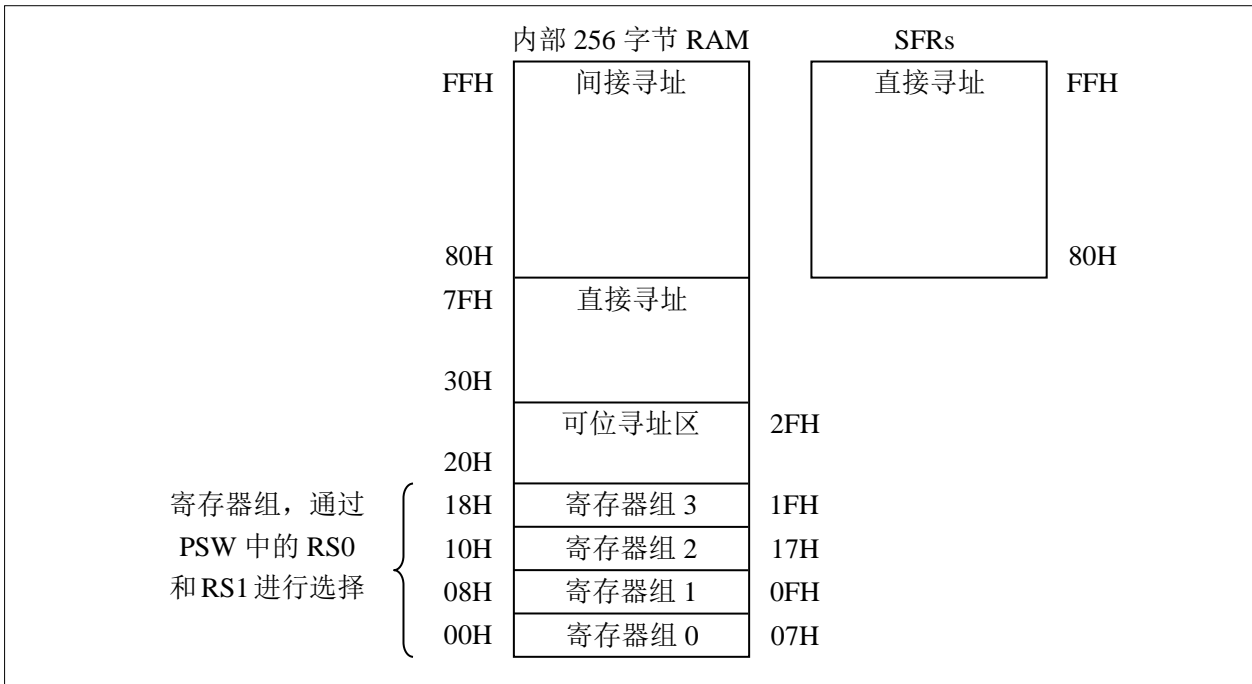 内部 256 字节 RAM SFRs
FFH 间接寻址 直接寻址 FFH
80H 80H
7FH 直接寻址
30H
可位寻址区 2FH
20H
寄存器组，通过 18H 寄存器组 3 1FH
PSW 中的 RS0 10H 寄存器组 2 17H
和 RS1 进行选择 08H 寄存器组 1 0FH
00H 寄存器组 0 07H